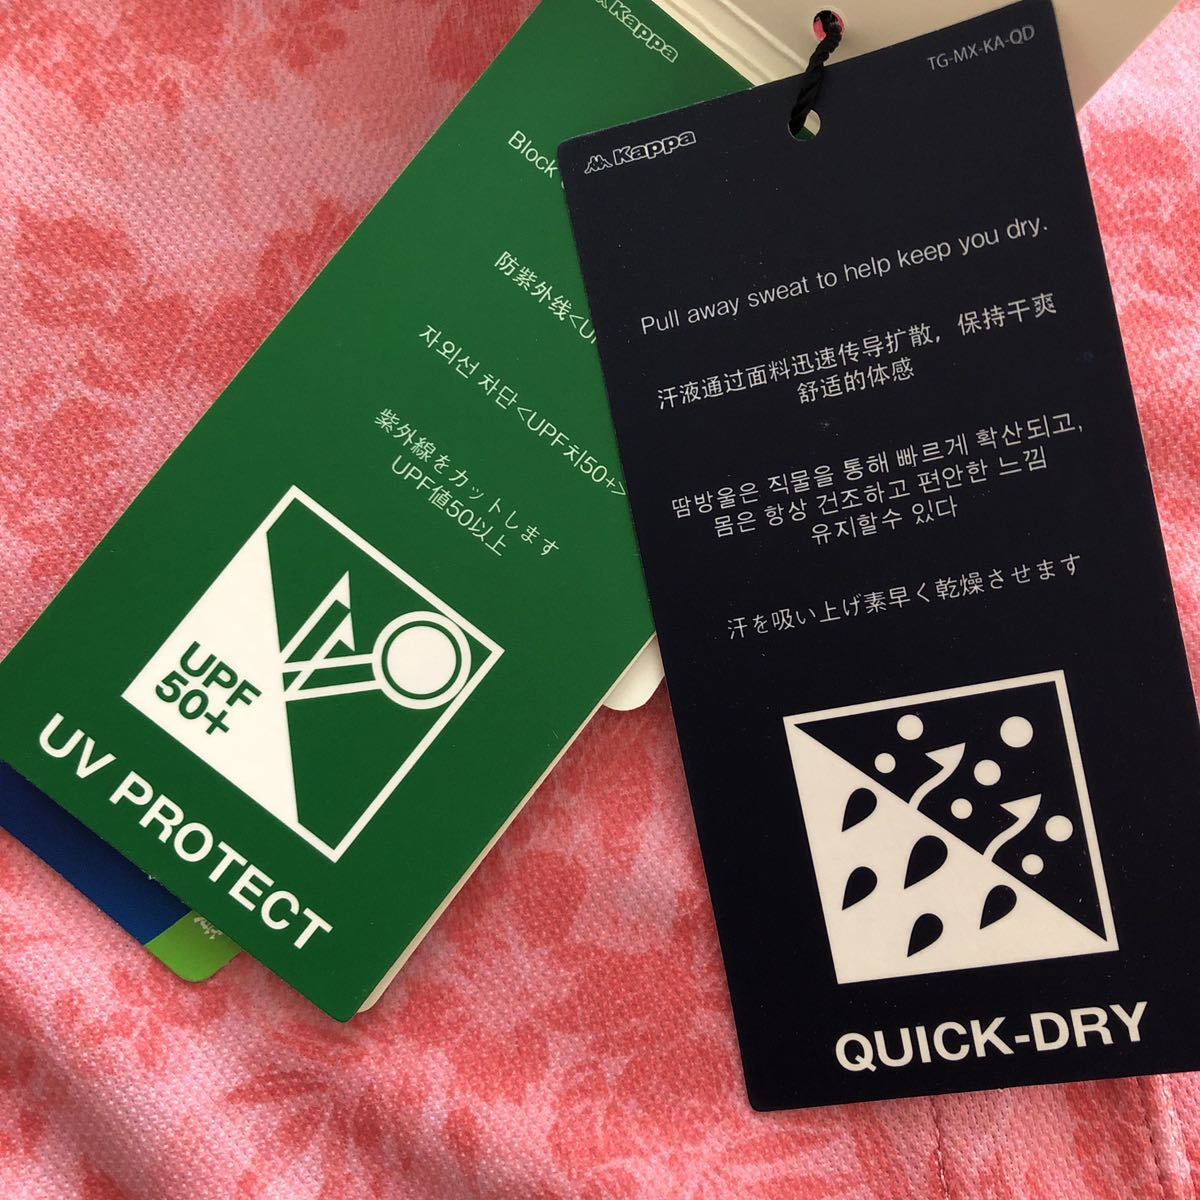 Kappa
Block
防紫外线<U
자외선 차단<UPF치50+>
紫外線をカットします
UPF値50以上
UPF
50+
UV PROTECT
TG-MX-KA-QD
Kappa
Pull away sweat to help keep you dry.
汗液通过面料迅速传导扩散，保持干爽
舒适的体感
땀방울은 직물을 통해 빠르게 확산되고,
몸은 항상 건조하고 편안한 느낌
유지할수 있다
汗を吸い上げ素早く乾燥させます
QUICK-DRY